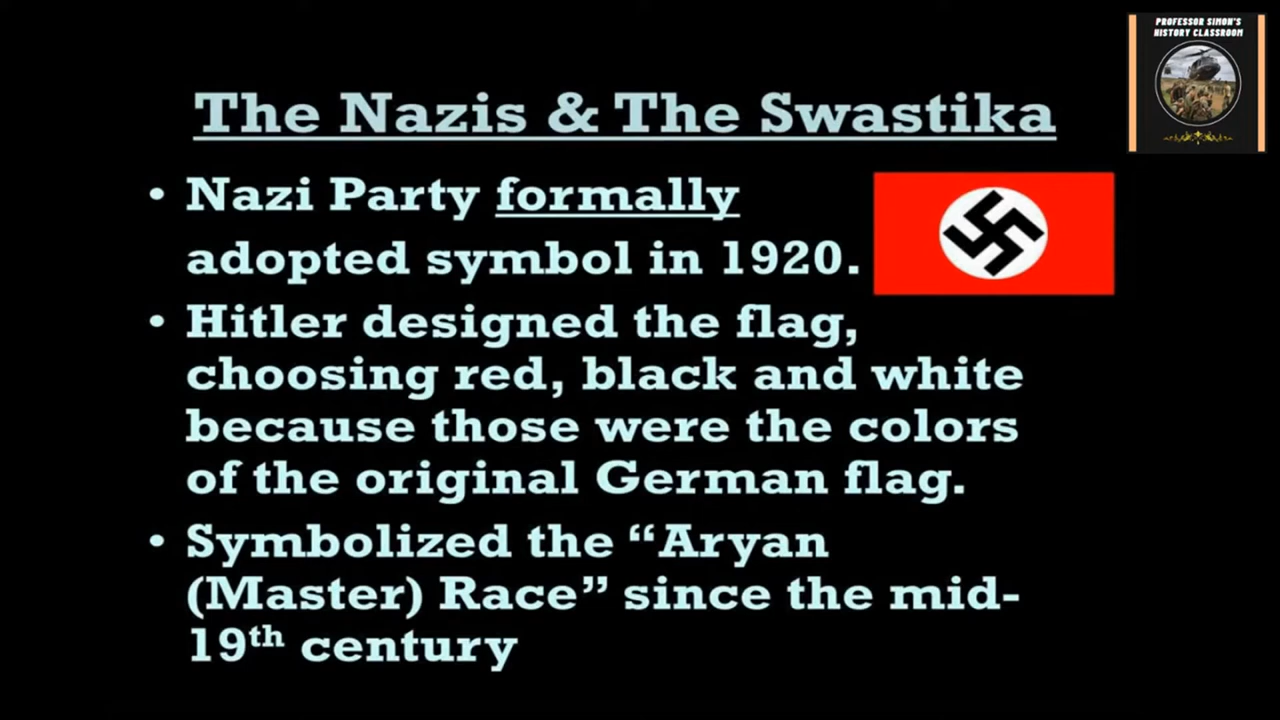 PROFESSOR SIMON'S
HISTORY CLASSROOM
The Nazis & The Swastika
• Nazi Party formally
adopted symbol in 1920.
• Hitler designed the flag,
choosing red, black and white
because those were the colors
of the original German flag.
• Symbolized the “Aryan
(Master) Race” since the mid-
19th century